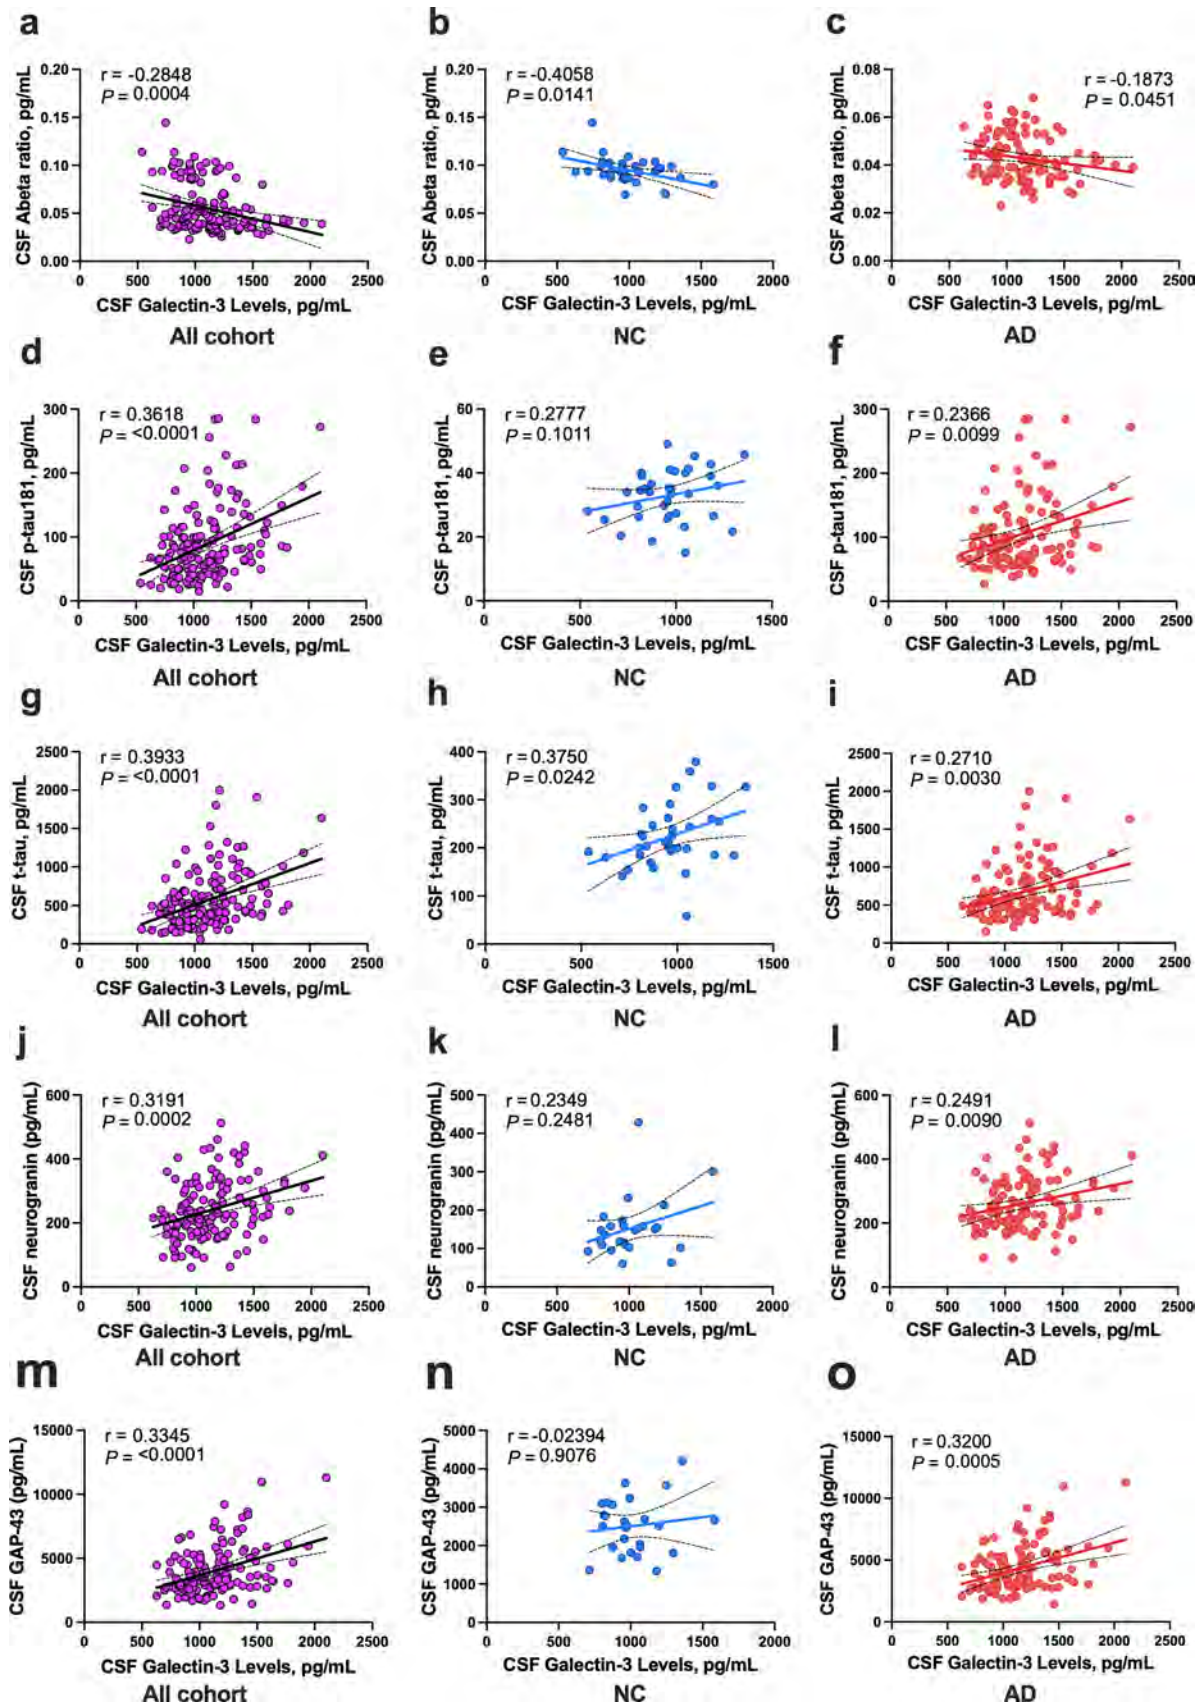 a
b
c
r = -0.2848
P = 0.0004
CSF Abeta ratio, pg/mL
0.20
0.15
0.10
0.05
0.00
0 500 1000 1500 2000 2500
CSF Galectin-3 Levels, pg/mL
All cohort
r = -0.4058
P = 0.0141
CSF Abeta ratio, pg/mL
0.20
0.15
0.10
0.05
0.00
0 500 1000 1500 2000
CSF Galectin-3 Levels, pg/mL
NC
r = -0.1873
P = 0.0451
CSF Abeta ratio, pg/mL
0.08
0.06
0.04
0.02
0.00
0 500 1000 1500 2000 2500
CSF Galectin-3 Levels, pg/mL
AD
d
e
f
r = 0.3618
P = <0.0001
CSF p-tau181, pg/mL
300
200
100
0
0 500 1000 1500 2000 2500
CSF Galectin-3 Levels, pg/mL
All cohort
r = 0.2777
P = 0.1011
CSF p-tau181, pg/mL
60
40
20
0
0 500 1000 1500
CSF Galectin-3 Levels, pg/mL
NC
r = 0.2366
P = 0.0099
CSF p-tau181, pg/mL
300
200
100
0
0 500 1000 1500 2000 2500
CSF Galectin-3 Levels, pg/mL
AD
g
h
i
r = 0.3933
P = <0.0001
CSF t-tau, pg/mL
2500
2000
1500
1000
500
0
0 500 1000 1500 2000 2500
CSF Galectin-3 Levels, pg/mL
All cohort
r = 0.3750
P = 0.0242
CSF t-tau, pg/mL
400
300
200
100
0
0 500 1000 1500
CSF Galectin-3 Levels, pg/mL
NC
r = 0.2710
P = 0.0030
CSF t-tau, pg/mL
2500
2000
1500
1000
500
0
0 500 1000 1500 2000 2500
CSF Galectin-3 Levels, pg/mL
AD
j
k
l
r = 0.3191
P = 0.0002
CSF neurogranin (pg/mL)
600
400
200
0
0 500 1000 1500 2000 2500
CSF Galectin-3 Levels, pg/mL
All cohort
r = 0.2349
P = 0.2481
CSF neurogranin (pg/mL)
500
400
300
200
100
0
0 500 1000 1500 2000
CSF Galectin-3 Levels, pg/mL
NC
r = 0.2491
P = 0.0090
CSF neurogranin (pg/mL)
600
400
200
0
0 500 1000 1500 2000 2500
CSF Galectin-3 Levels, pg/mL
AD
m
n
o
r = 0.3345
P = <0.0001
CSF GAP-43 (pg/mL)
15000
10000
5000
0
0 500 1000 1500 2000 2500
CSF Galectin-3 Levels, pg/mL
All cohort
r = -0.02394
P = 0.9076
CSF GAP-43 (pg/mL)
5000
4000
3000
2000
1000
0
0 500 1000 1500 2000
CSF Galectin-3 Levels, pg/mL
NC
r = 0.3200
P = 0.0005
CSF GAP-43 (pg/mL)
15000
10000
5000
0
0 500 1000 1500 2000 2500
CSF Galectin-3 Levels, pg/mL
AD